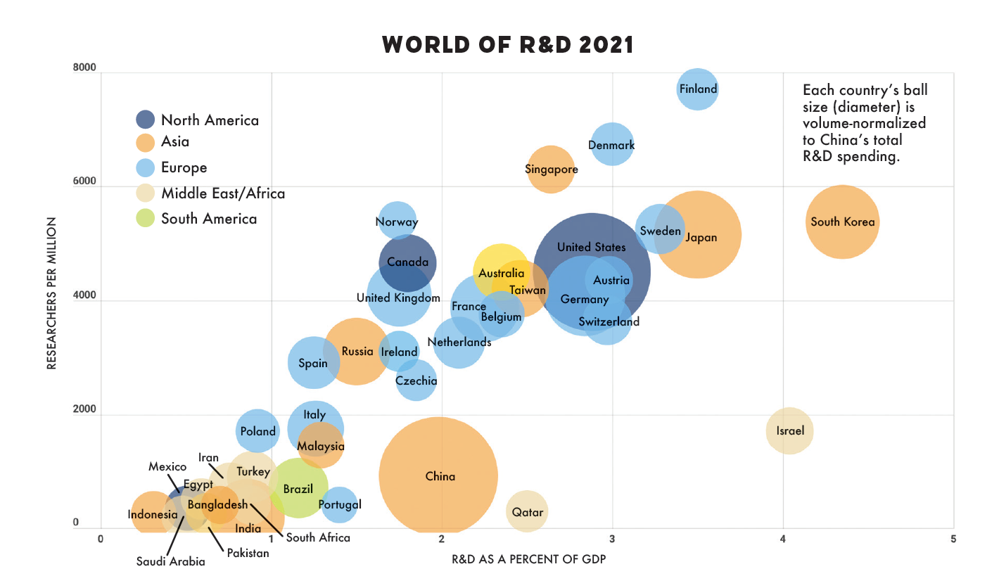 WORLD OF R&D 2021
8000
6000
4000
2000
0
RESEARCHERS PER MILLION
North America
Asia
Europe
Middle East/Africa
South America
Each country's ball
size (diameter) is
volume-normalized
to China's total
R&D spending.
Finland
Denmark
Singapore
Norway
South Korea
Sweden
Japan
United States
Canada
Australia
Austria
Taiwan
United Kingdom
Germany
France
Belgium
Switzerland
Netherlands
Russia
Ireland
Spain
Czechia
Italy
Poland
Israel
Malaysia
Iran
Mexico
Turkey
China
Egypt
Brazil
Bangladesh
Portugal
Qatar
Indonesia
India
South Africa
Pakistan
Saudi Arabia
0 1 2 3 4 5
R&D AS A PERCENT OF GDP